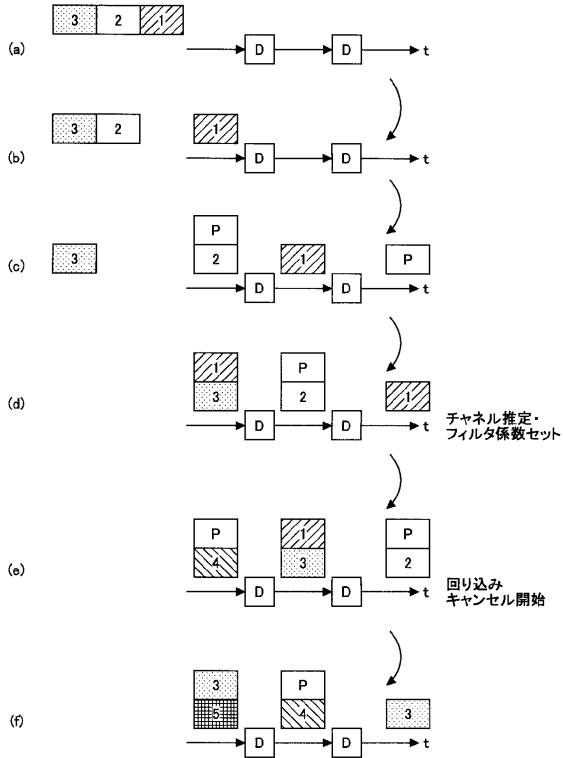 3 2 1
(a) D D t
3 2 1
(b) D D t
P
3 2 1 P
(c) D D t
1 P
3 2 1
(d) D D t
チャネル推定・
フィルタ係数セット
P 1 P
4 3 2
(e) D D t
回り込み
キャンセル開始
3 P
5 4 3
(f) D D t